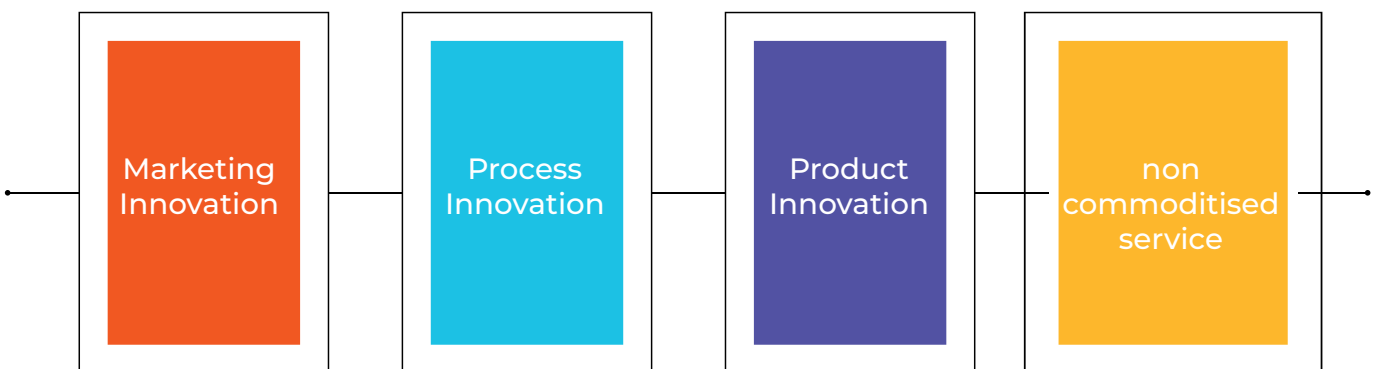 Marketing
Innovation
Process
Innovation
Product
Innovation
non
commoditised
service